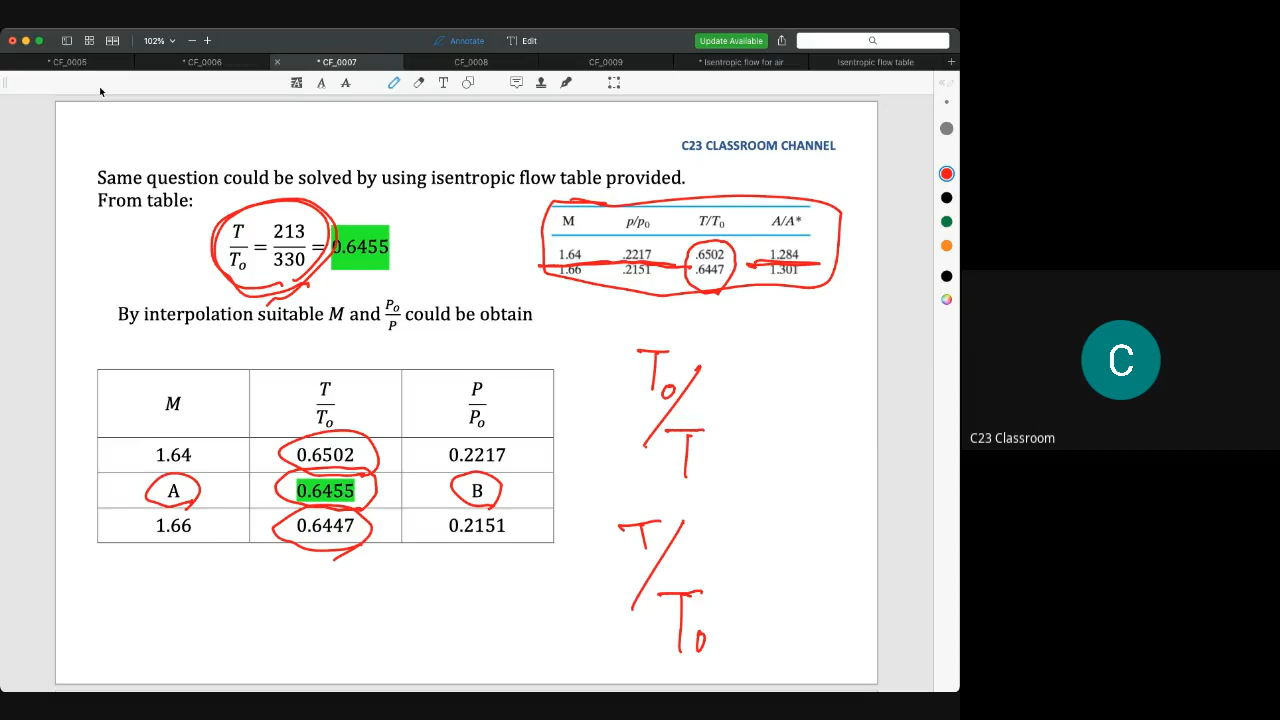 102%
Annotate
Edit
Update Available
* CF_0005
* CF_0006
* CF_0007
CF_0008
CF_0009
* Isentropic flow for air
Isentropic flow table
C23 CLASSROOM CHANNEL
Same question could be solved by using isentropic flow table provided.
From table:
T/Tₒ = 213/330 = 0.6455
M p/p₀ T/T₀ A/A*
1.64 .2217 .6502 1.284
1.66 .2151 .6447 1.301
By interpolation suitable M and Pₒ/P could be obtain
M T/Tₒ P/Pₒ
1.64 0.6502 0.2217
A 0.6455 B
1.66 0.6447 0.2151
T₀/T
T/T₀
C
C23 Classroom